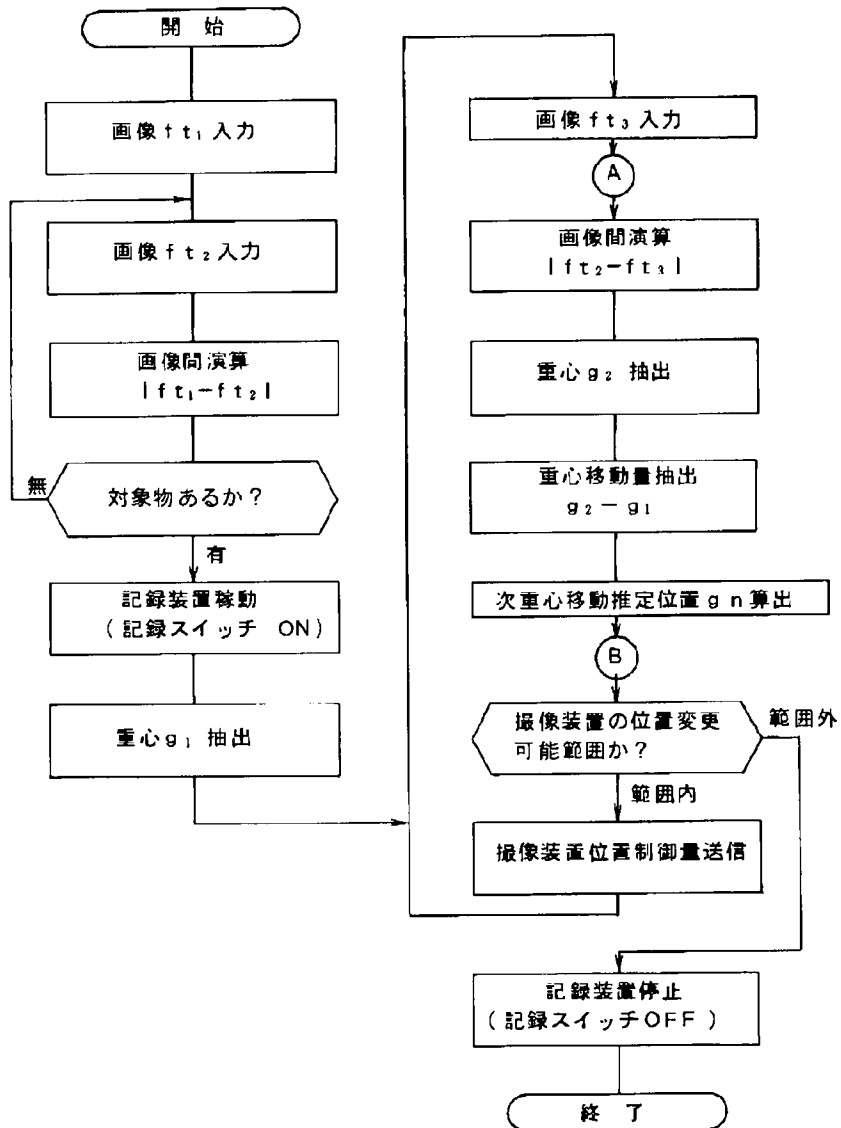 開 始
画像ft₁入力
画像ft₂入力
画像間演算
|ft₁−ft₂|
無
対象物あるか？
有
記録装置稼動
(記録スイッチ ON)
重心g₁抽出
画像ft₃入力
A
画像間演算
|ft₂−ft₃|
重心g₂抽出
重心移動量抽出
g₂−g₁
次重心移動推定位置gn算出
B
撮像装置の位置変更
可能範囲か？
範囲外
範囲内
撮像装置位置制御量送信
記録装置停止
(記録スイッチOFF)
終 了